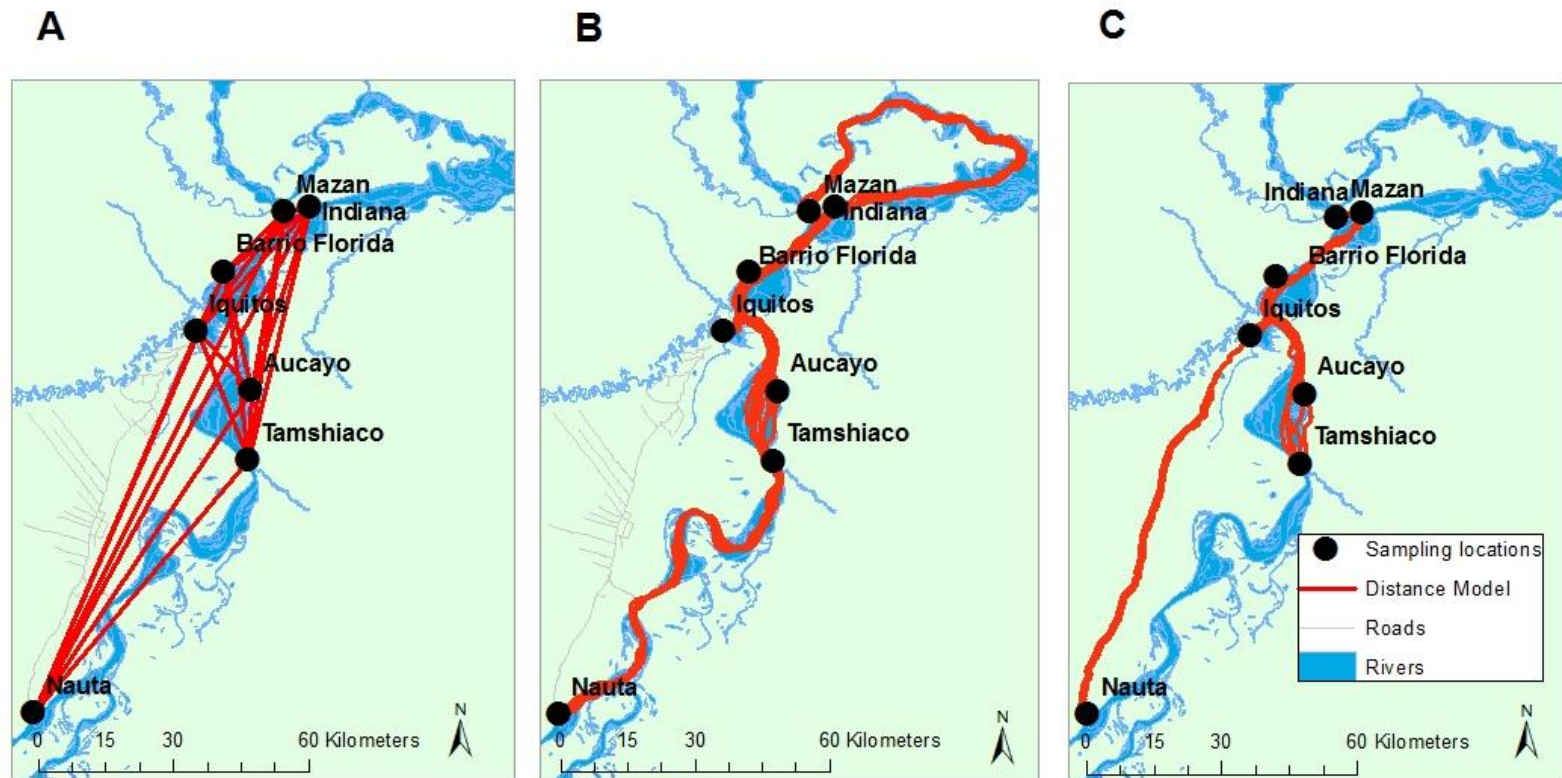 A
Mazan
Indiana
Barrio Florida
Iquitos
Aucayo
Tamshiaco
Nauta
N
0 15 30 60 Kilometers
B
Mazan
Indiana
Barrio Florida
Iquitos
Aucayo
Tamshiaco
Nauta
N
0 15 30 60 Kilometers
C
Indiana Mazan
Barrio Florida
Iquitos
Aucayo
Tamshiaco
Sampling locations
Distance Model
Roads
Rivers
Nauta
N
0 15 30 60 Kilometers